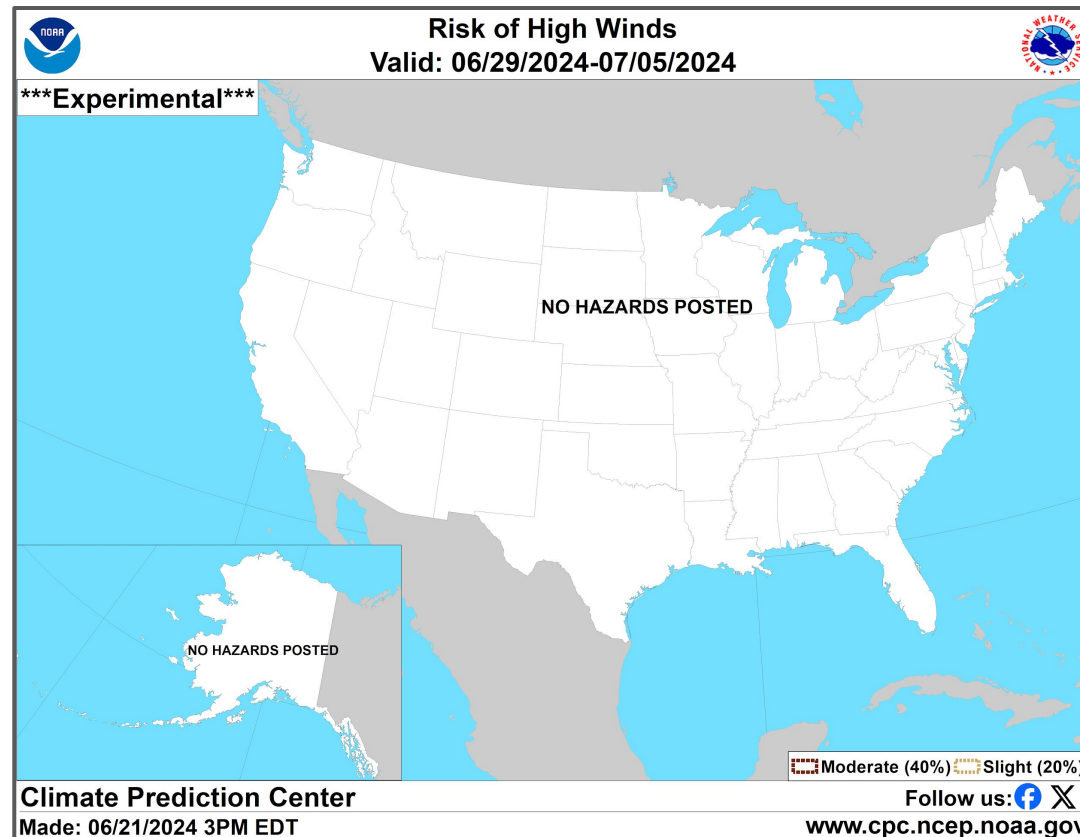 NOAA
Risk of High Winds
Valid: 06/29/2024-07/05/2024
NATIONAL WEATHER SERVICE
***Experimental***
NO HAZARDS POSTED
NO HAZARDS POSTED
Moderate (40%) Slight (20%)
Climate Prediction Center
Follow us:
Made: 06/21/2024 3PM EDT
www.cpc.ncep.noaa.gov